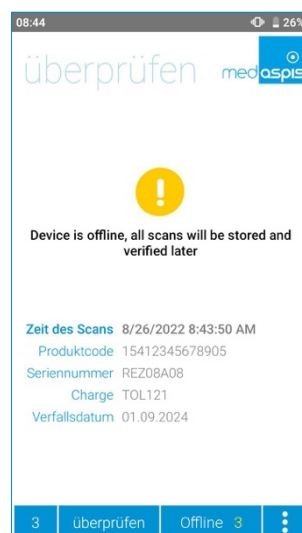 08:44 26%
überprüfen medaspis
!
Device is offline, all scans will be stored and
verified later
Zeit des Scans 8/26/2022 8:43:50 AM
Produktcode 15412345678905
Seriennummer REZ08A08
Charge TOL121
Verfallsdatum 01.09.2024
3 überprüfen Offline 3